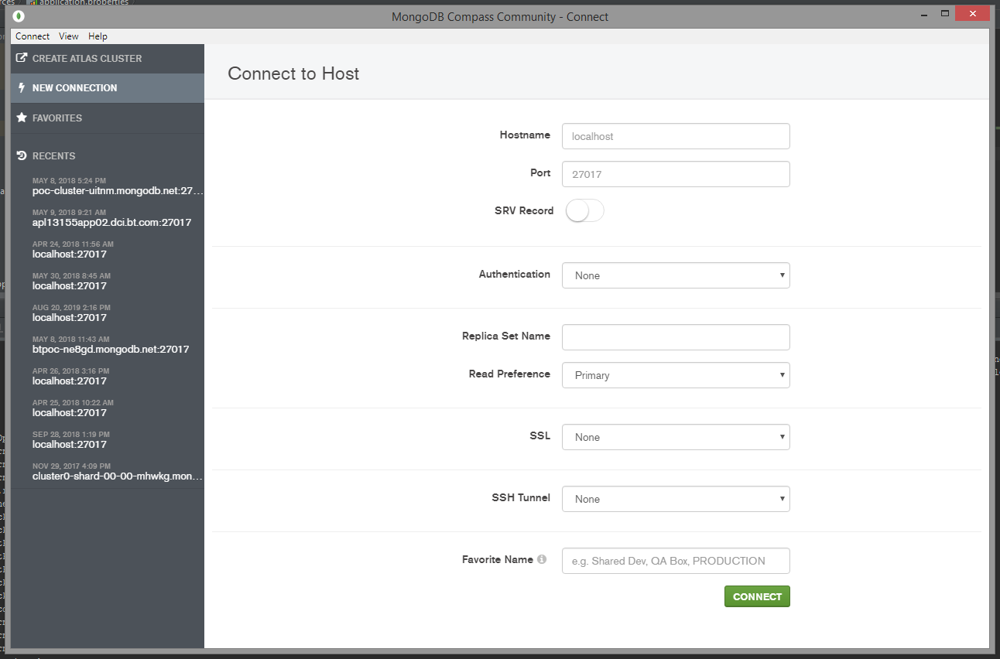 application.properties
MongoDB Compass Community - Connect
Connect View Help
CREATE ATLAS CLUSTER
NEW CONNECTION
FAVORITES
RECENTS
MAY 8, 2018 5:24 PM
poc-cluster-uitnm.mongodb.net:27...
MAY 9, 2018 9:21 AM
apl13155app02.dci.bt.com:27017
APR 24, 2018 11:56 AM
localhost:27017
MAY 30, 2018 8:45 AM
localhost:27017
AUG 20, 2019 2:16 PM
localhost:27017
MAY 8, 2018 11:43 AM
btpoc-ne8gd.mongodb.net:27017
APR 26, 2018 3:16 PM
localhost:27017
APR 25, 2018 10:22 AM
localhost:27017
SEP 28, 2018 1:19 PM
localhost:27017
NOV 29, 2017 4:09 PM
cluster0-shard-00-00-mhwkg.mon...
Connect to Host
Hostname localhost
Port 27017
SRV Record
Authentication None
Replica Set Name
Read Preference Primary
SSL None
SSH Tunnel None
Favorite Name e.g. Shared Dev, QA Box, PRODUCTION
CONNECT